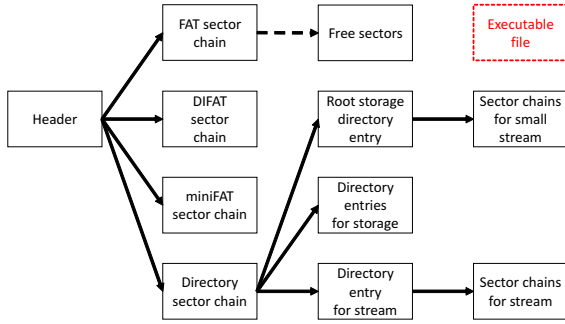 FAT sector
chain
Free sectors
Executable
file
Header
DIFAT
sector
chain
Root storage
directory
entry
Sector chains
for small
stream
miniFAT
sector chain
Directory
entries
for storage
Directory
sector chain
Directory
entry
for stream
Sector chains
for stream